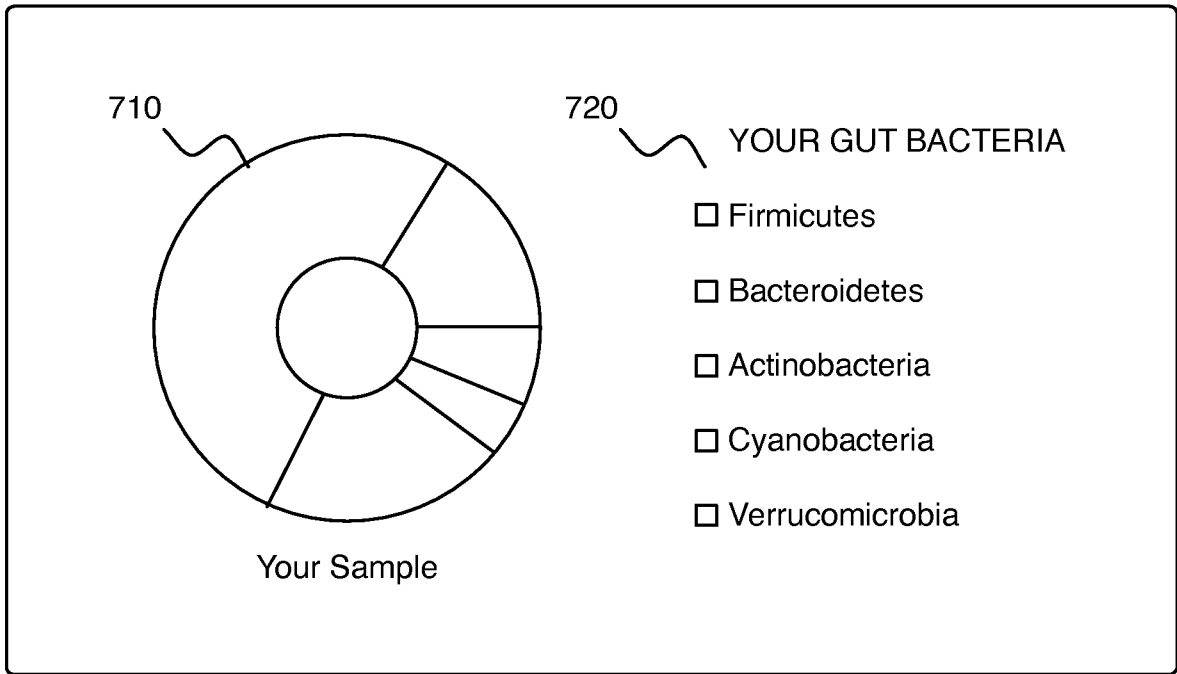 710
720
YOUR GUT BACTERIA
Firmicutes
Bacteroidetes
Actinobacteria
Cyanobacteria
Verrucomicrobia
Your Sample